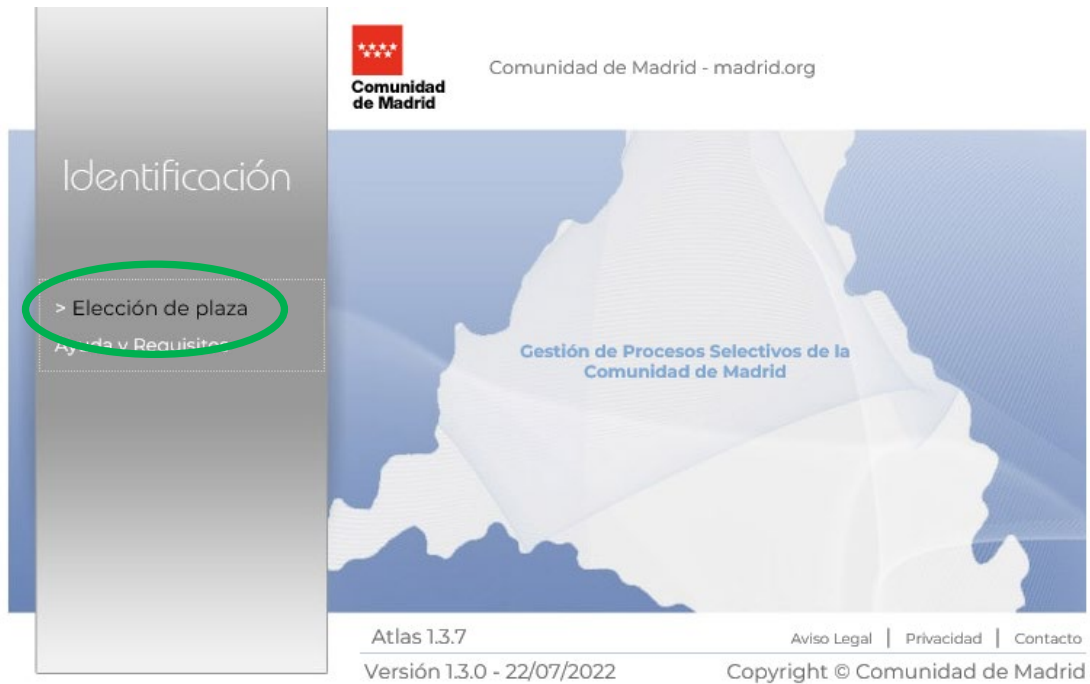 Comunidad
de Madrid
Comunidad de Madrid - madrid.org
Identificación
> Elección de plaza
Ayuda y Requisitos
Gestión de Procesos Selectivos de la
Comunidad de Madrid
Atlas 1.3.7
Aviso Legal | Privacidad | Contacto
Versión 1.3.0 - 22/07/2022
Copyright © Comunidad de Madrid